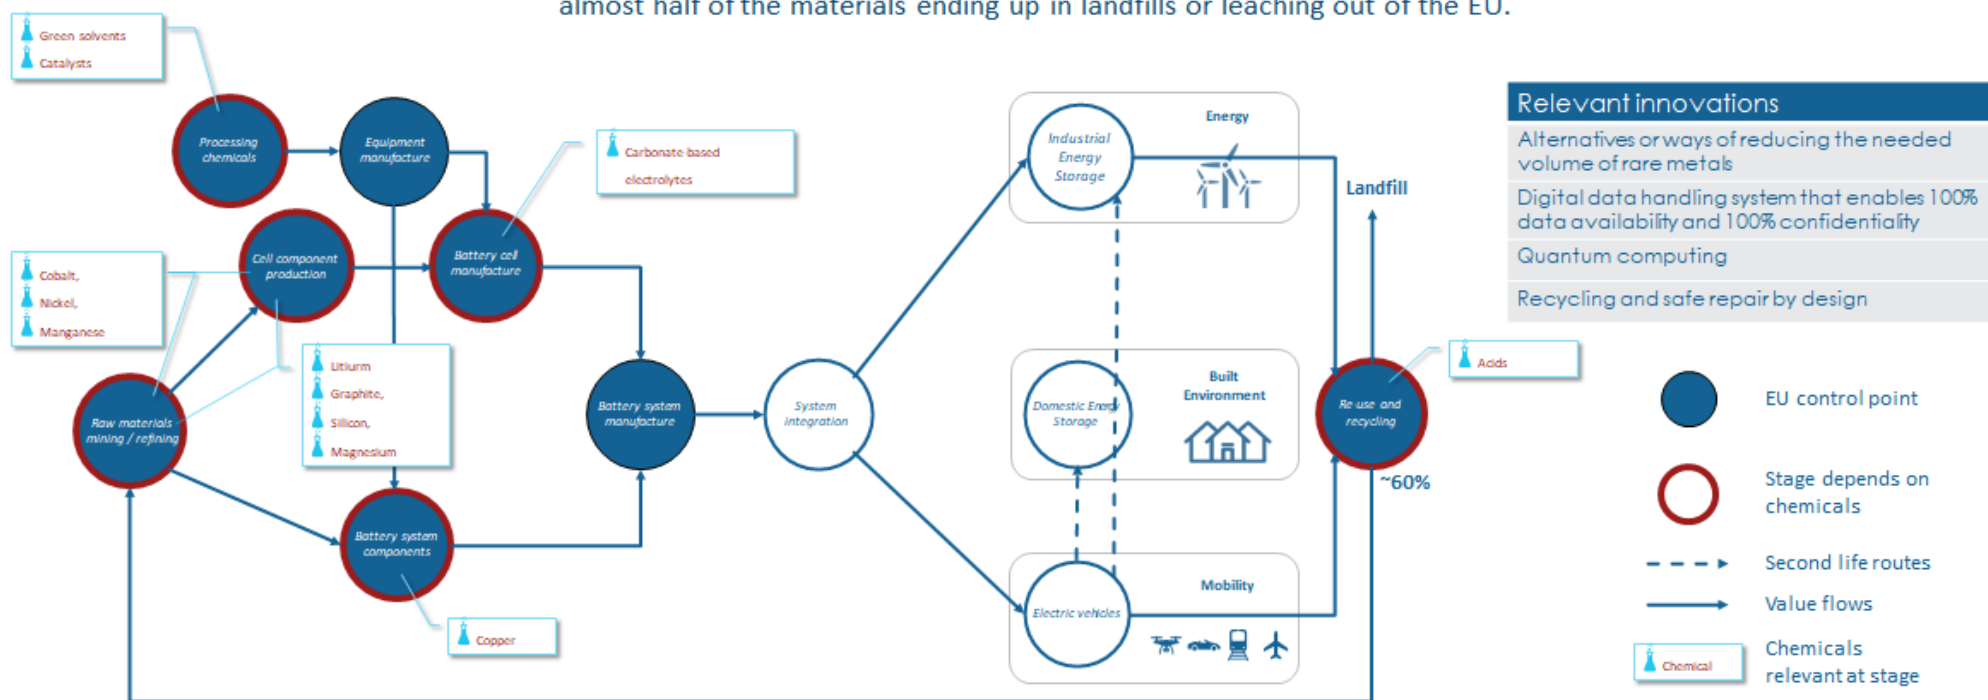 almost half of the materials ending up in landfills or leaching out of the EU.
Green solvents
Catalysts
Processing
chemicals
Equipment
manufacture
Carbonate-based
electrolytes
Cell component
production
Battery cell
manufacture
Cobalt,
Nickel,
Manganese
Litiurm
Graphite,
Silicon,
Magnesium
Raw materials
mining / refining
Battery system
manufacture
System
integration
Battery system
components
Copper
Industrial
Energy
Storage
Energy
Domestic Energy
Storage
Built
Environment
Electric vehicles
Mobility
Landfill
Re-use and
recycling
~60%
Acids
Relevant innovations
Alternatives or ways of reducing the needed
volume of rare metals
Digital data handling system that enables 100%
data availability and 100% confidentiality
Quantum computing
Recycling and safe repair by design
EU control point
Stage depends on
chemicals
Second life routes
Value flows
Chemical
Chemicals
relevant at stage